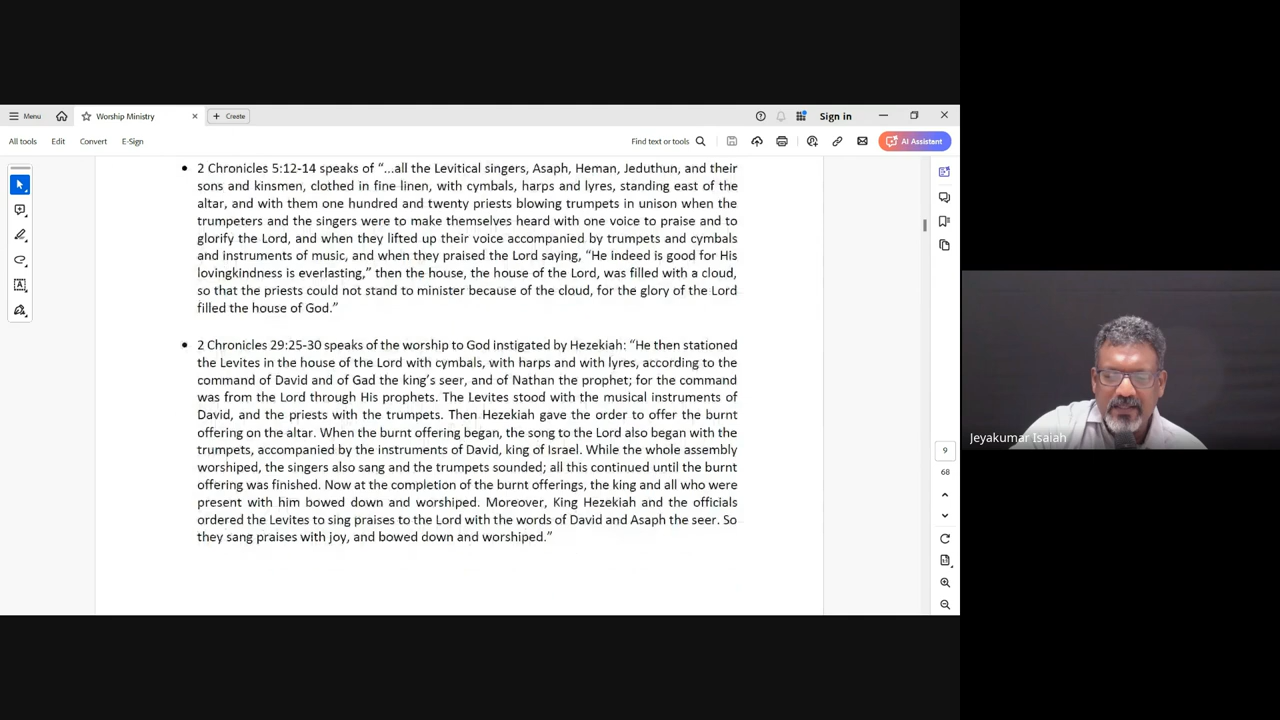 Menu
Worship Ministry
Create
Sign in
All tools
Edit
Convert
E-Sign
Find text or tools
AI Assistant
• 2 Chronicles 5:12-14 speaks of “...all the Levitical singers, Asaph, Heman, Jeduthun, and their
sons and kinsmen, clothed in fine linen, with cymbals, harps and lyres, standing east of the
altar, and with them one hundred and twenty priests blowing trumpets in unison when the
trumpeters and the singers were to make themselves heard with one voice to praise and to
glorify the Lord, and when they lifted up their voice accompanied by trumpets and cymbals
and instruments of music, and when they praised the Lord saying, “He indeed is good for His
lovingkindness is everlasting,” then the house, the house of the Lord, was filled with a cloud,
so that the priests could not stand to minister because of the cloud, for the glory of the Lord
filled the house of God.”
• 2 Chronicles 29:25-30 speaks of the worship to God instigated by Hezekiah: “He then stationed
the Levites in the house of the Lord with cymbals, with harps and with lyres, according to the
command of David and of Gad the king’s seer, and of Nathan the prophet; for the command
was from the Lord through His prophets. The Levites stood with the musical instruments of
David, and the priests with the trumpets. Then Hezekiah gave the order to offer the burnt
offering on the altar. When the burnt offering began, the song to the Lord also began with the
trumpets, accompanied by the instruments of David, king of Israel. While the whole assembly
worshiped, the singers also sang and the trumpets sounded; all this continued until the burnt
offering was finished. Now at the completion of the burnt offerings, the king and all who were
present with him bowed down and worshiped. Moreover, King Hezekiah and the officials
ordered the Levites to sing praises to the Lord with the words of David and Asaph the seer. So
they sang praises with joy, and bowed down and worshiped.”
9
68
Jeyakumar Isaiah